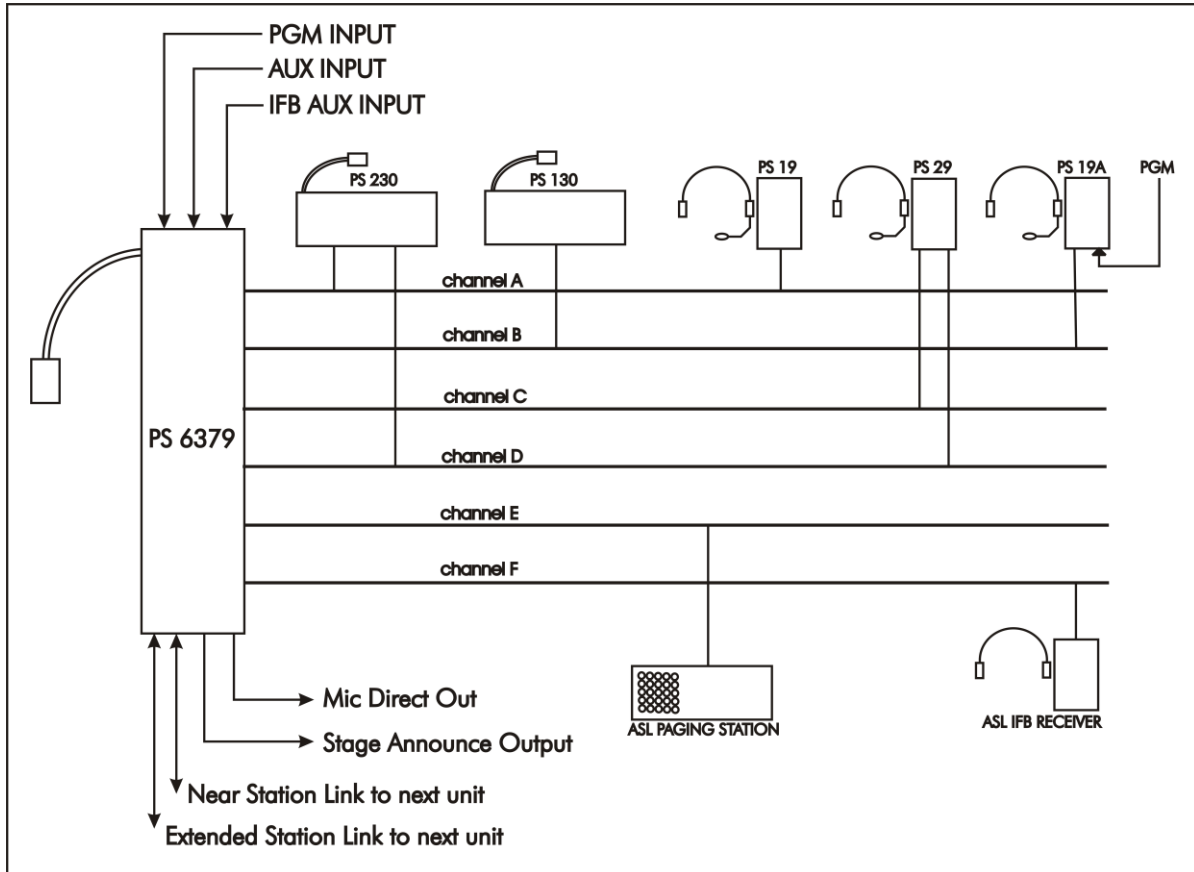 PGM INPUT
AUX INPUT
IFB AUX INPUT
PS 230
PS 130
PS 19
PS 29
PS 19A
PGM
channel A
channel B
channel C
PS 6379
channel D
channel E
channel F
Mic Direct Out
ASL PAGING STATION
ASL IFB RECEIVER
Stage Announce Output
Near Station Link to next unit
Extended Station Link to next unit